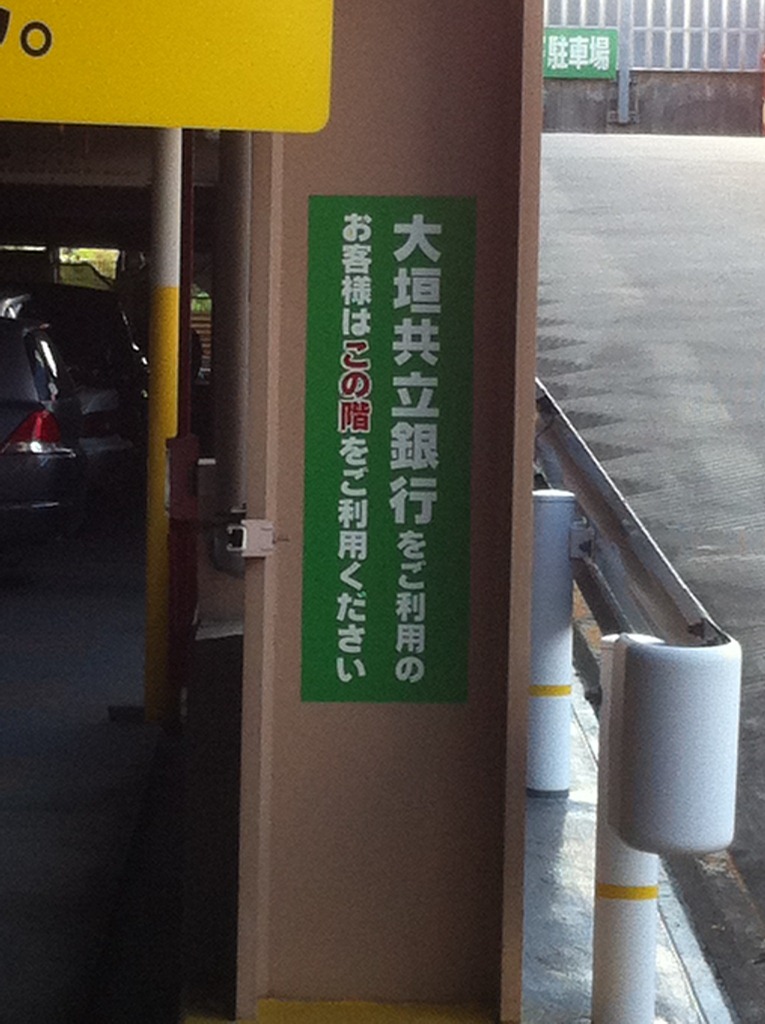 大垣共立銀行をご利用の
お客様はこの階をご利用ください
駐車場